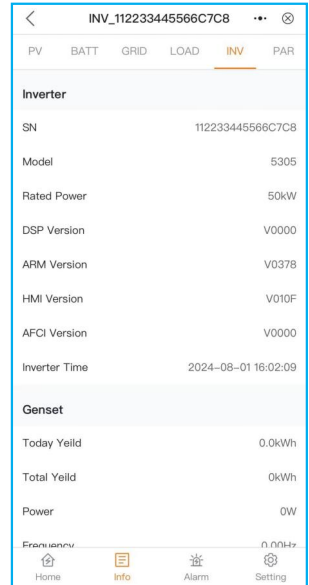 INV_112233445566C7C8
PV BATT GRID LOAD INV PAR
Inverter
SN 112233445566C7C8
Model 5305
Rated Power 50kW
DSP Version V0000
ARM Version V0378
HMI Version V010F
AFCI Version V0000
Inverter Time 2024-08-01 16:02:09
Genset
Today Yeild 0.0kWh
Total Yeild 0kWh
Power 0W
Frequency 0.00Hz
Home Info Alarm Setting